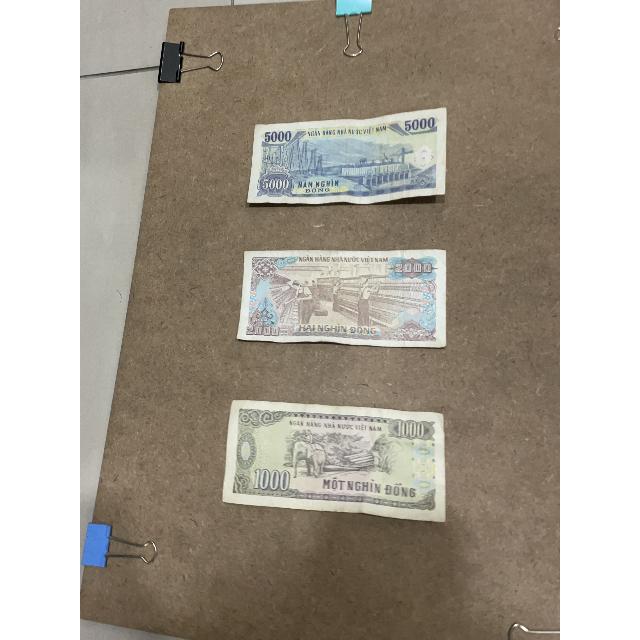 5000 NGÂN HÀNG NHÀ NƯỚC VIỆT NAM 5000
5000 NĂM NGHÌN
ĐỒNG
NGÂN HÀNG NHÀ NƯỚC VIỆT NAM 2000
2000 HAI NGHÌN ĐỒNG
NGÂN HÀNG NHÀ NƯỚC VIỆT NAM 1000
1000 MỘT NGHÌN ĐỒNG